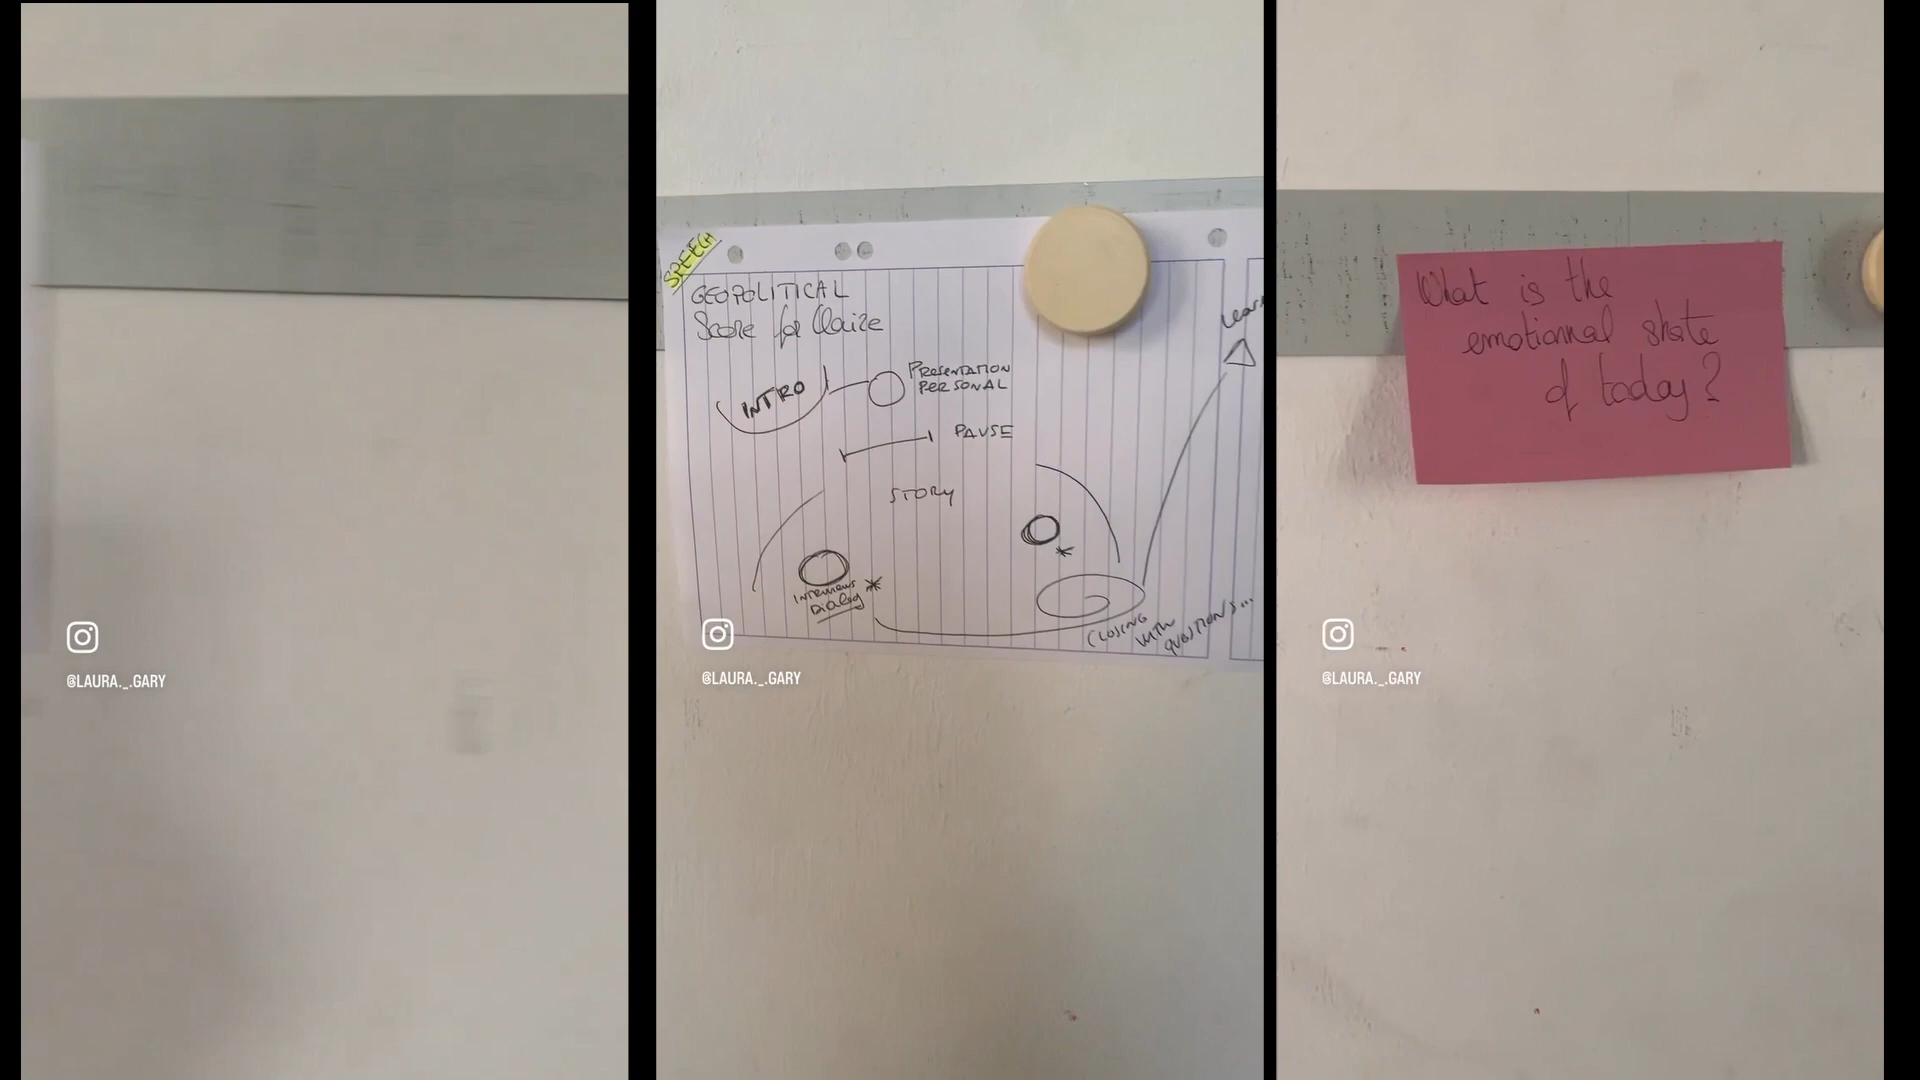 @LAURA._.GARY
SPEECH
GEOPOLITICAL
Score for Claire
INTRO
PRESENTATION
PERSONAL
PAUSE
STORY
INTERVIEWS
DIALOG
CLOSING
WITH
QUESTIONS...
@LAURA._.GARY
What is the
emotionnal state
of today?
@LAURA._.GARY